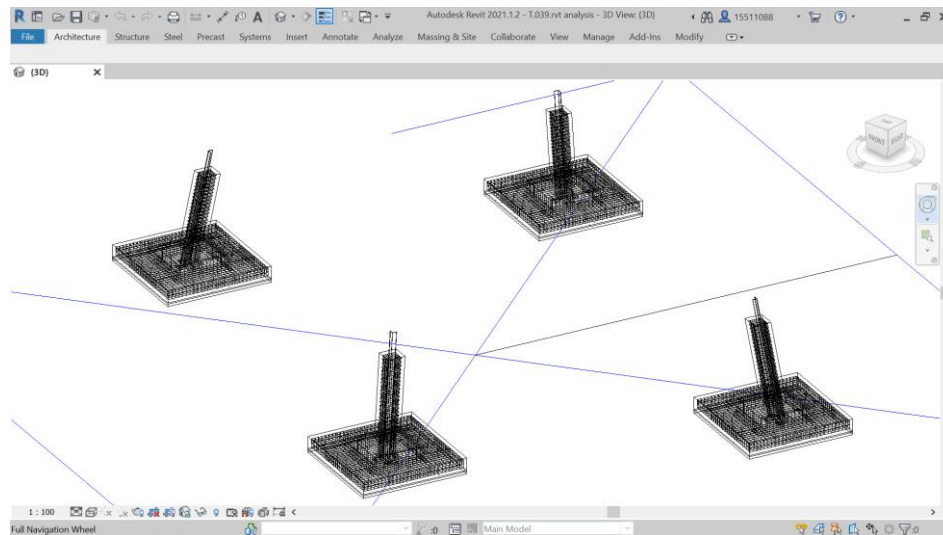 Autodesk Revit 2021.1.2 - T.039.rvt analysis - 3D View: {3D} 15511088
File Architecture Structure Steel Precast Systems Insert Annotate Analyze Massing & Site Collaborate View Manage Add-Ins Modify
{3D}
FRONT
1 : 100
Full Navigation Wheel :0 Main Model :0